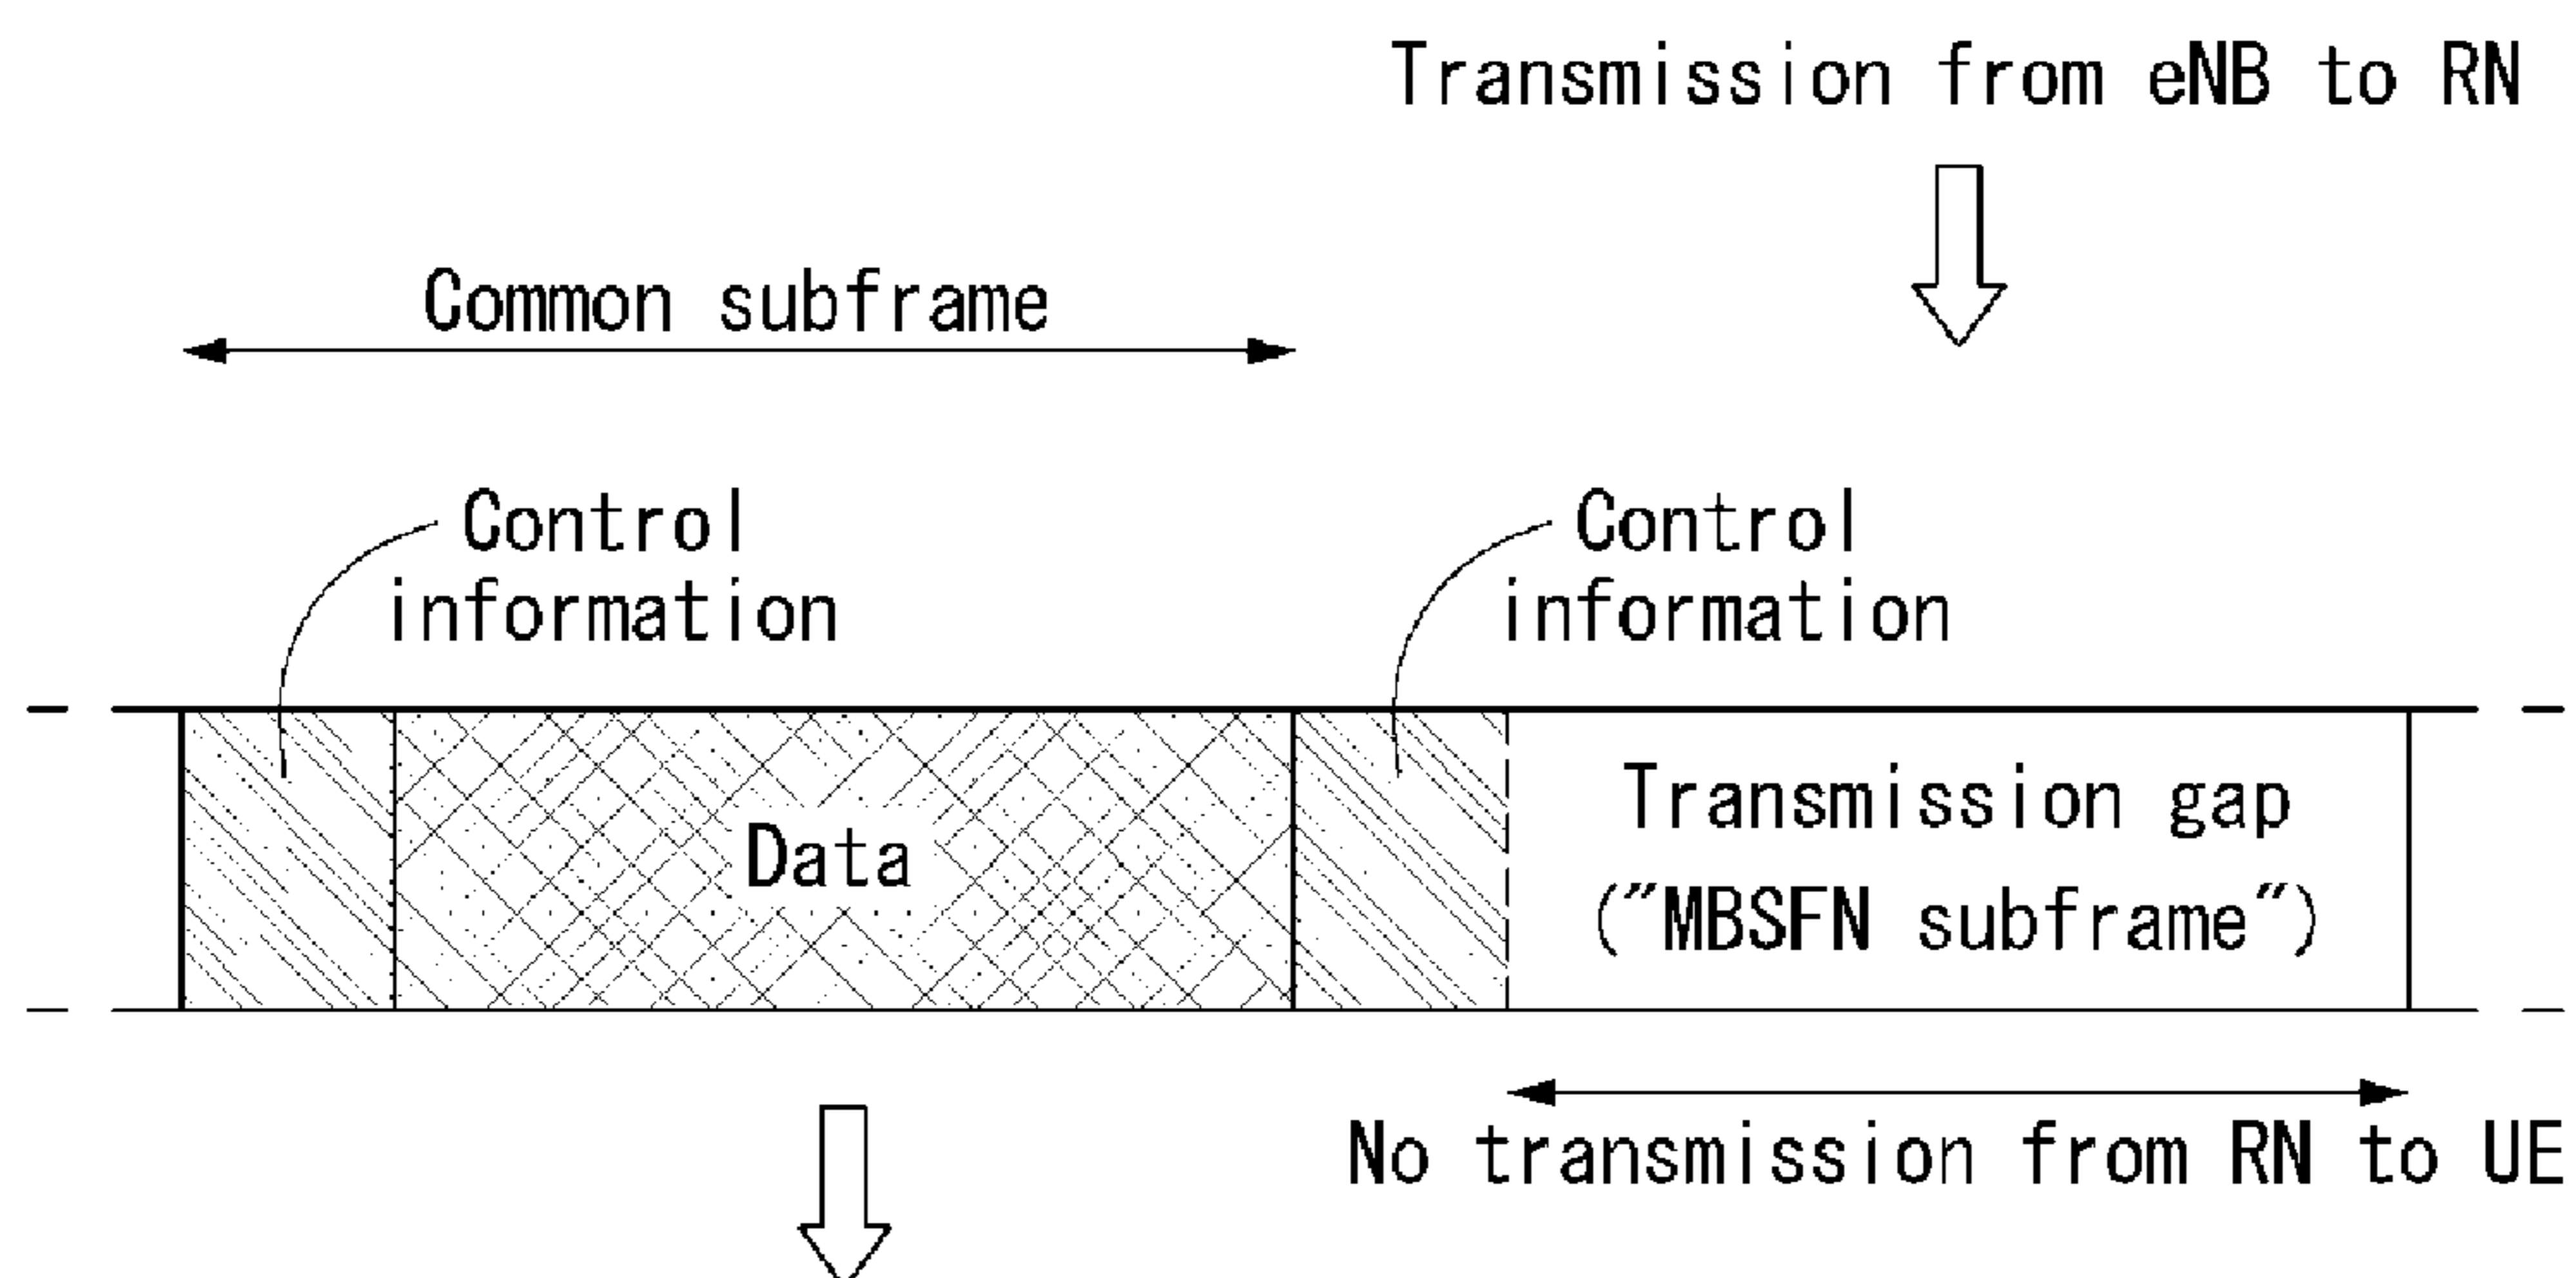 Transmission from eNB to RN
Common subframe
Control
information
Control
information
Data
Transmission gap
("MBSFN subframe")
No transmission from RN to UE